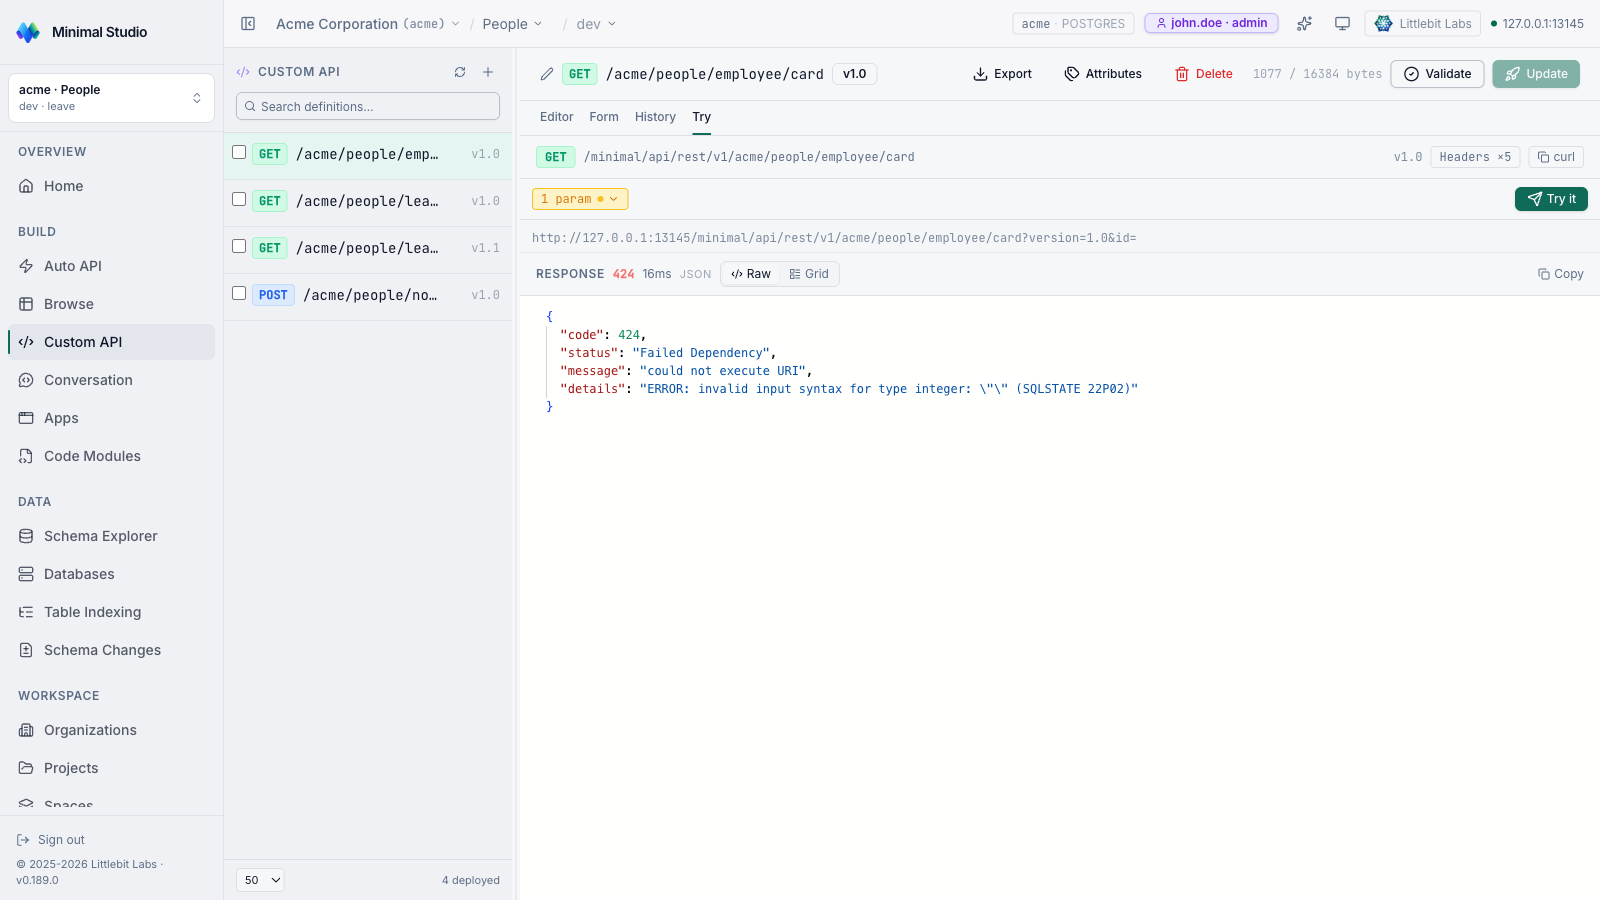 Minimal Studio
acme · People
dev · leave
OVERVIEW
Home
BUILD
Auto API
Browse
Custom API
Conversation
Apps
Code Modules
DATA
Schema Explorer
Databases
Table Indexing
Schema Changes
WORKSPACE
Organizations
Projects
Spaces
Sign out
© 2025-2026 Littlebit Labs ·
v0.189.0
Acme Corporation (acme) / People / dev
acme · POSTGRES
john.doe · admin
Littlebit Labs
127.0.0.1:13145
CUSTOM API
Search definitions...
GET /acme/people/emp… v1.0
GET /acme/people/lea… v1.0
GET /acme/people/lea… v1.1
POST /acme/people/no… v1.0
50
4 deployed
GET /acme/people/employee/card v1.0
Export
Attributes
Delete
1077 / 16384 bytes
Validate
Update
Editor Form History Try
GET /minimal/api/rest/v1/acme/people/employee/card
v1.0 Headers ×5 curl
1 param
Try it
http://127.0.0.1:13145/minimal/api/rest/v1/acme/people/employee/card?version=1.0&id=
RESPONSE 424 16ms JSON Raw Grid
Copy
{
"code": 424,
"status": "Failed Dependency",
"message": "could not execute URI",
"details": "ERROR: invalid input syntax for type integer: \"\" (SQLSTATE 22P02)"
}